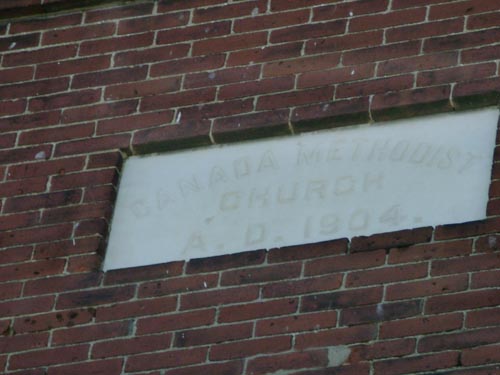 CANADA METHODIST
CHURCH
A. D. 1904.